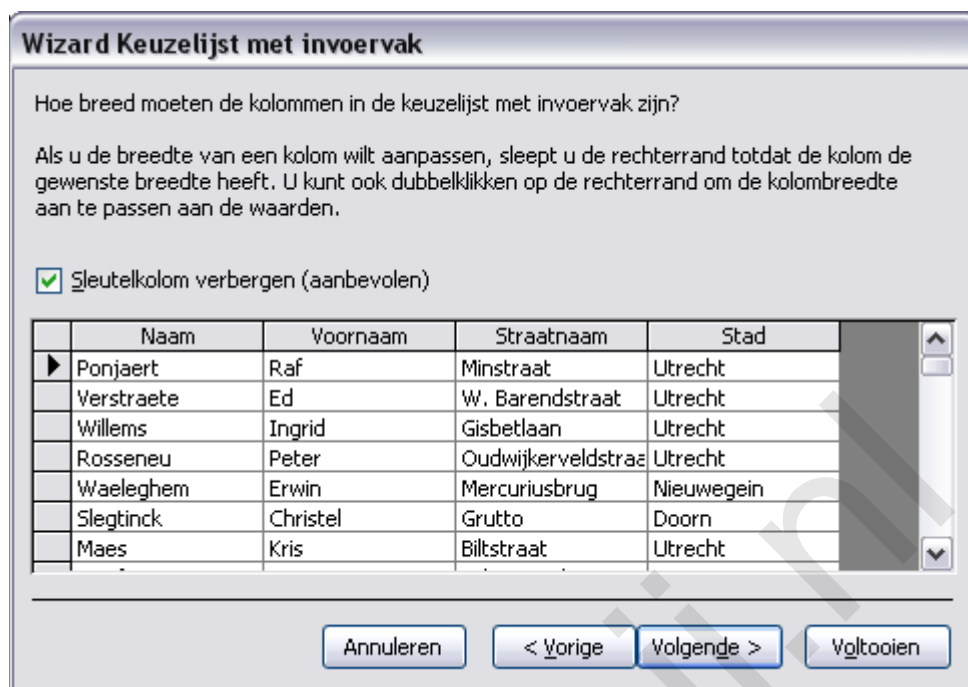 Wizard Keuzelijst met invoervak
Hoe breed moeten de kolommen in de keuzelijst met invoervak zijn?
Als u de breedte van een kolom wilt aanpassen, sleept u de rechterrand totdat de kolom de
gewenste breedte heeft. U kunt ook dubbelklikken op de rechterrand om de kolombreedte
aan te passen aan de waarden.
Sleutelkolom verbergen (aanbevolen)
Naam Voornaam Straatnaam Stad
Ponjaert Raf Minstraat Utrecht
Verstraete Ed W. Barendstraat Utrecht
Willems Ingrid Gisbetlaan Utrecht
Rosseneu Peter Oudwijkerveldstraa Utrecht
Waeleghem Erwin Mercuriusbrug Nieuwegein
Slegtinck Christel Grutto Doorn
Maes Kris Biltstraat Utrecht
Annuleren < Vorige Volgende > Voltooien